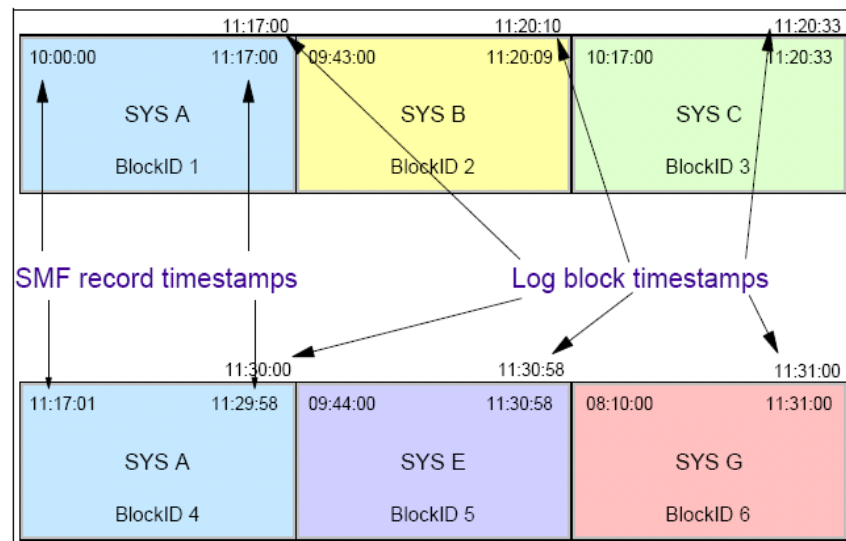 11:17:00 11:20:10 11:20:33
10:00:00 11:17:00 09:43:00 11:20:09 10:17:00 11:20:33
SYS A SYS B SYS C
BlockID 1 BlockID 2 BlockID 3
SMF record timestamps Log block timestamps
11:30:00 11:30:58 11:31:00
11:17:01 11:29:58 09:44:00 11:30:58 08:10:00 11:31:00
SYS A SYS E SYS G
BlockID 4 BlockID 5 BlockID 6